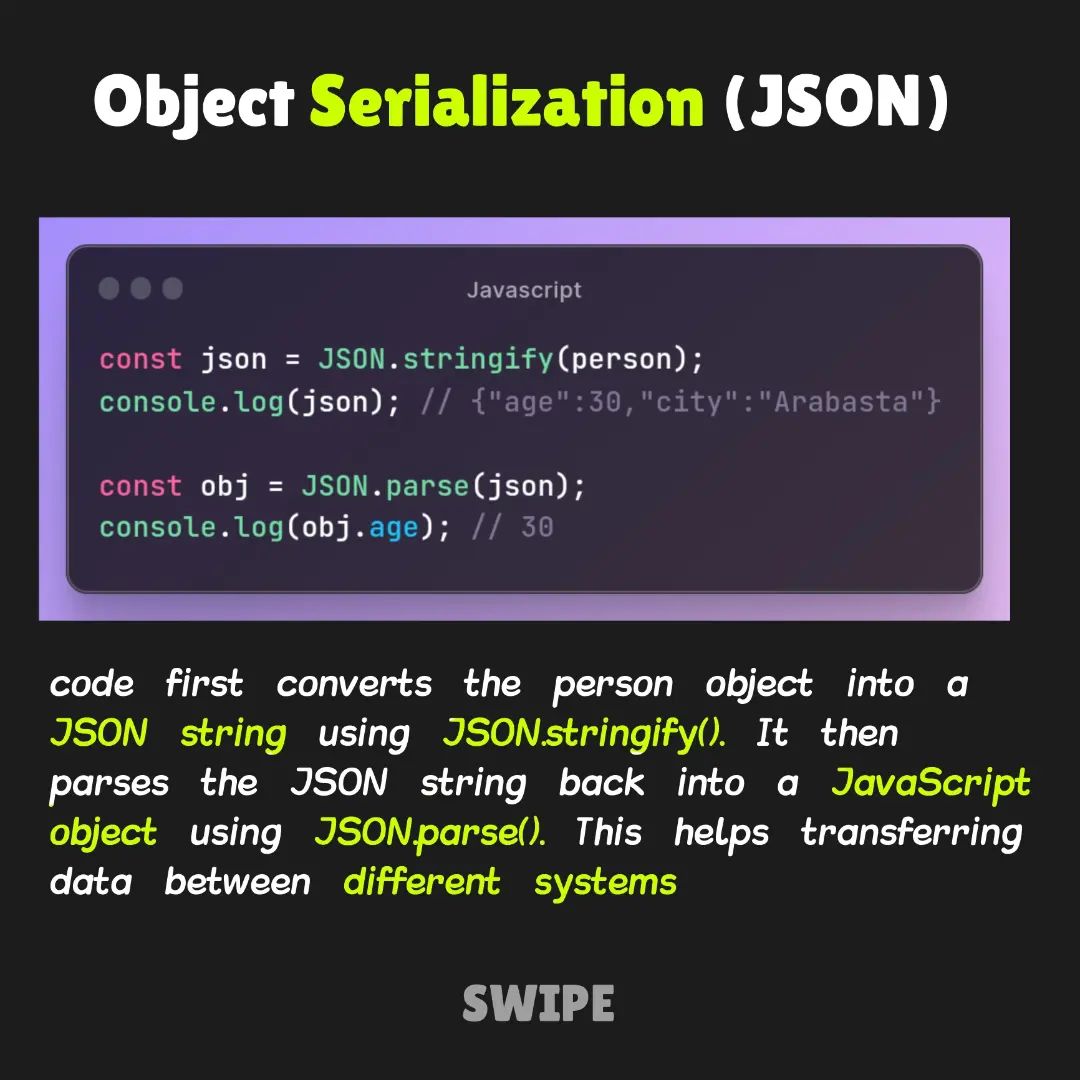 Object Serialization (JSON)
Javascript
const json = JSON.stringify(person);
console.log(json); // {"age":30,"city":"Arabasta"}
const obj = JSON.parse(json);
console.log(obj.age); // 30
code first converts the person object into a
JSON string using JSON.stringify(). It then
parses the JSON string back into a JavaScript
object using JSON.parse(). This helps transferring
data between different systems
SWIPE